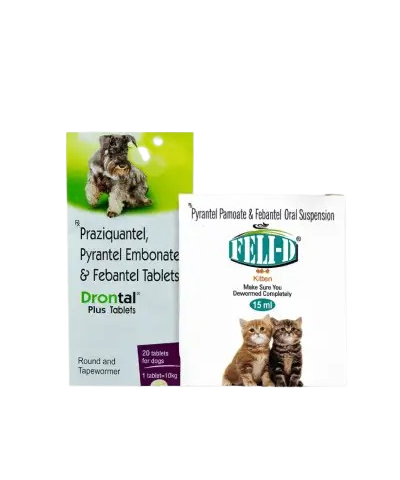 Rx
Praziquantel,
Pyrantel Embonate
& Febantel Tablets
Drontal®
Plus Tablets
Round and
Tapewormer
20 tablets
for dogs
1 tablet=10kg
Pyrantel Pamoate & Febantel Oral Suspension
FELI-D®
Kitten
Make Sure You
Dewormed Completely
15 ml